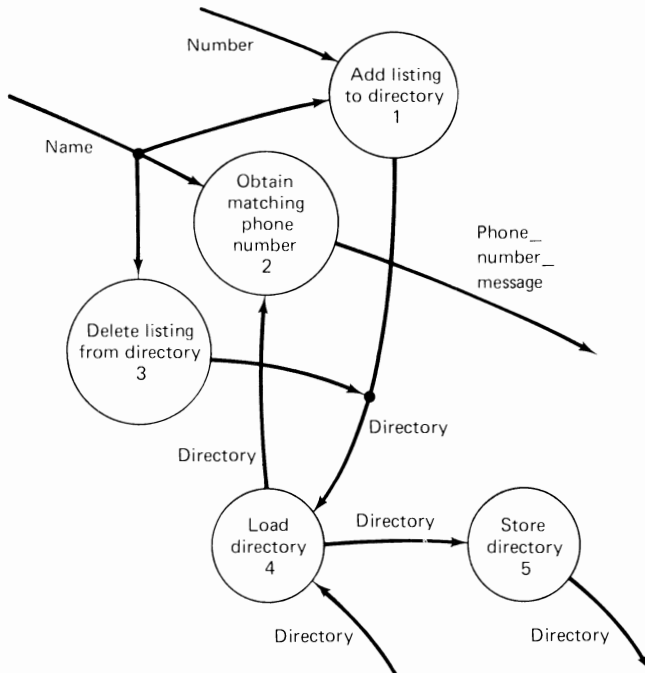 Number
Add listing
to directory
1
Name
Obtain
matching
phone
number
2
Phone_
number_
message
Delete listing
from directory
3
Directory
Directory
Load
directory
4
Directory
Store
directory
5
Directory
Directory